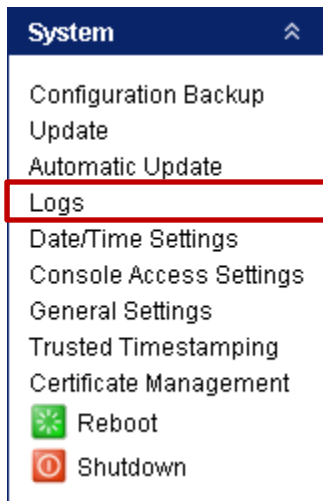 System
Configuration Backup
Update
Automatic Update
Logs
Date/Time Settings
Console Access Settings
General Settings
Trusted Timestamping
Certificate Management
Reboot
Shutdown